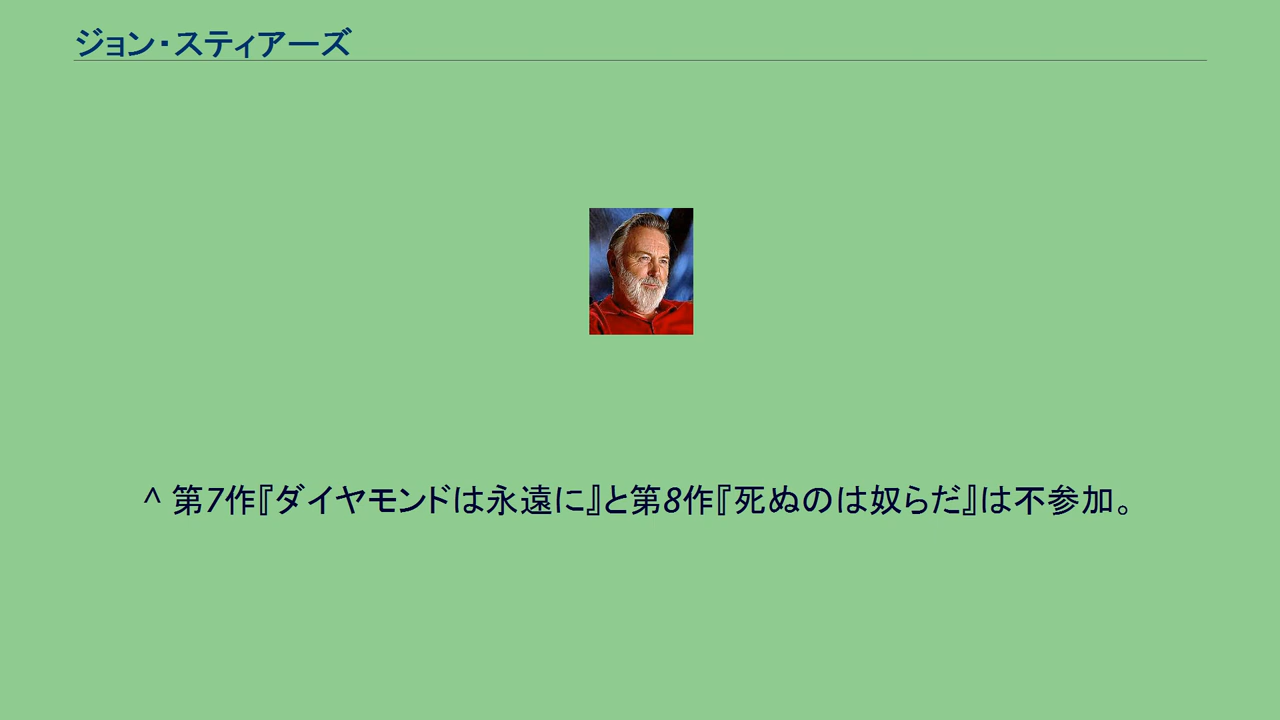 ジョン・スティアーズ
^ 第7作『ダイヤモンドは永遠に』と第8作『死ぬのは奴らだ』は不参加。